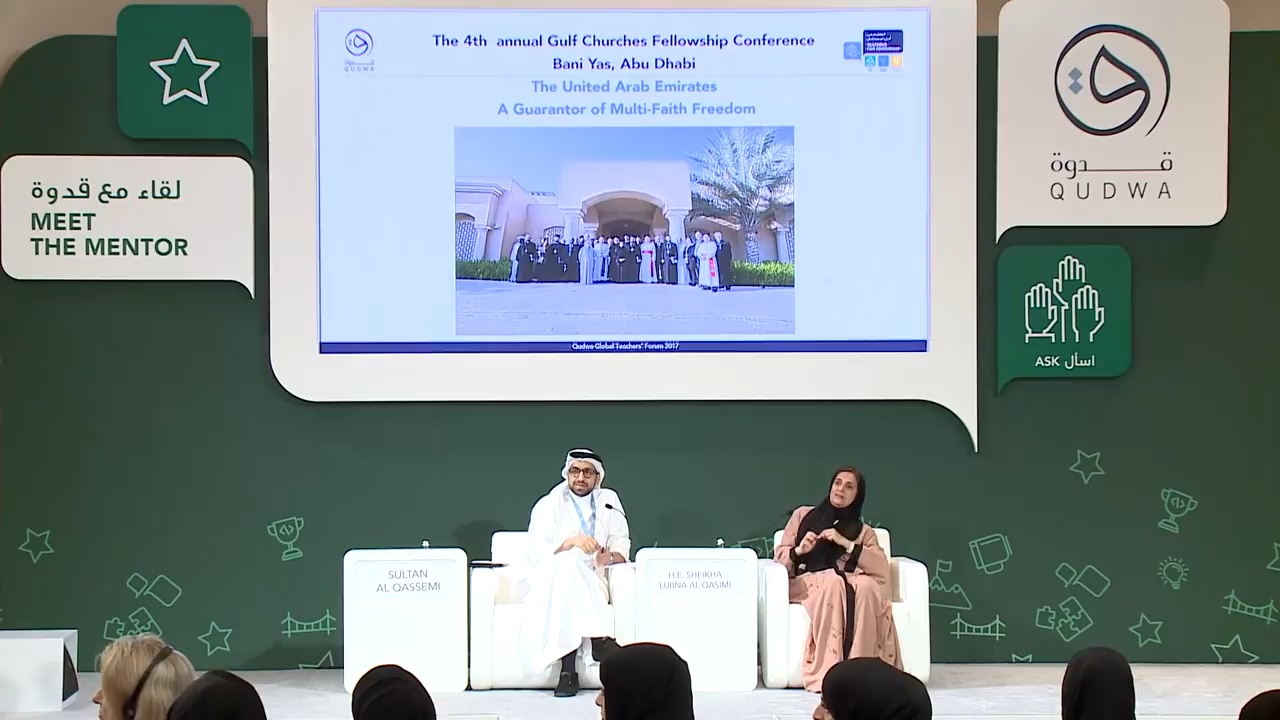 The 4th annual Gulf Churches Fellowship Conference
Bani Yas, Abu Dhabi
The United Arab Emirates
A Guarantor of Multi-Faith Freedom
QUDWA
Qudwa Global Teachers' Forum 2017
لقاء مع قدوة
MEET
THE MENTOR
قـــدوة
QUDWA
ASK اسأل
SULTAN
AL QASSEMI
H.E. SHEIKHA
LUBNA AL QASIMI